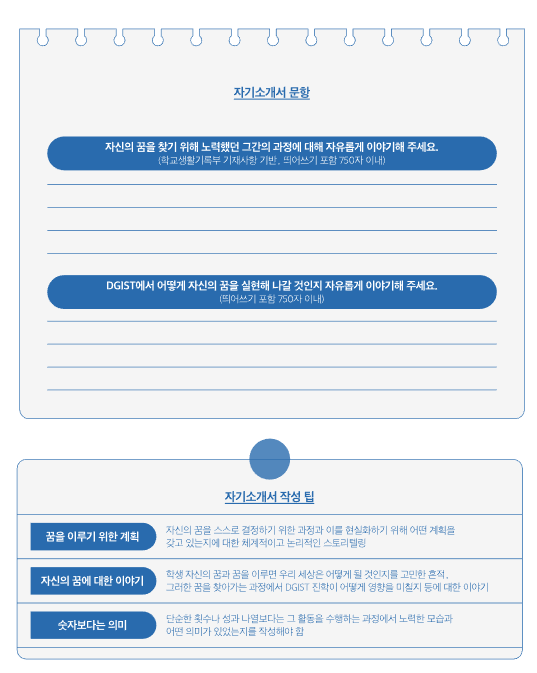 자기소개서 문항
자신의 꿈을 찾기 위해 노력했던 그간의 과정에 대해 자유롭게 이야기해 주세요.
(학교생활기록부 기재사항 기반, 띄어쓰기 포함 750자 이내)
DGIST에서 어떻게 자신의 꿈을 실현해 나갈 것인지 자유롭게 이야기해 주세요.
(띄어쓰기 포함 750자 이내)
자기소개서 작성 팁
꿈을 이루기 위한 계획
자신의 꿈을 스스로 결정하기 위한 과정과 이를 현실화하기 위해 어떤 계획을
갖고 있는지에 대한 체계적이고 논리적인 스토리텔링
자신의 꿈에 대한 이야기
학생 자신의 꿈과 꿈을 이루면 우리 세상은 어떻게 될 것인지를 고민한 흔적,
그러한 꿈을 찾아가는 과정에서 DGIST 진학이 어떻게 영향을 미칠지 등에 대한 이야기
숫자보다는 의미
단순한 횟수나 성과 나열보다는 그 활동을 수행하는 과정에서 노력한 모습과
어떤 의미가 있었는지를 작성해야 함